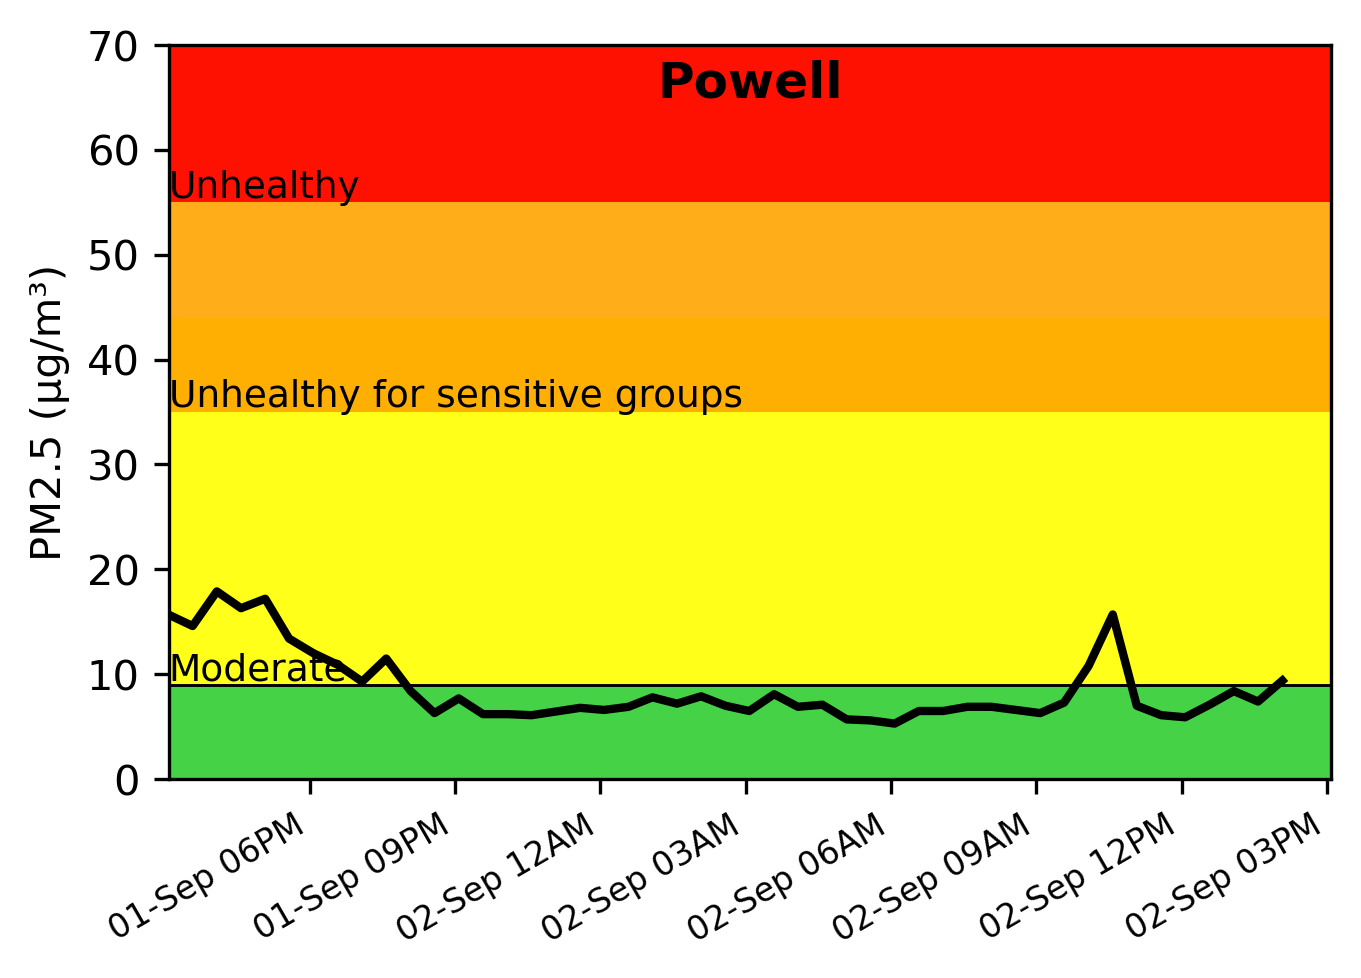 Powell
70
60
50
40
30
20
10
0
PM2.5 (µg/m³)
Unhealthy
Unhealthy for sensitive groups
Moderate
01-Sep 06PM
01-Sep 09PM
02-Sep 12AM
02-Sep 03AM
02-Sep 06AM
02-Sep 09AM
02-Sep 12PM
02-Sep 03PM